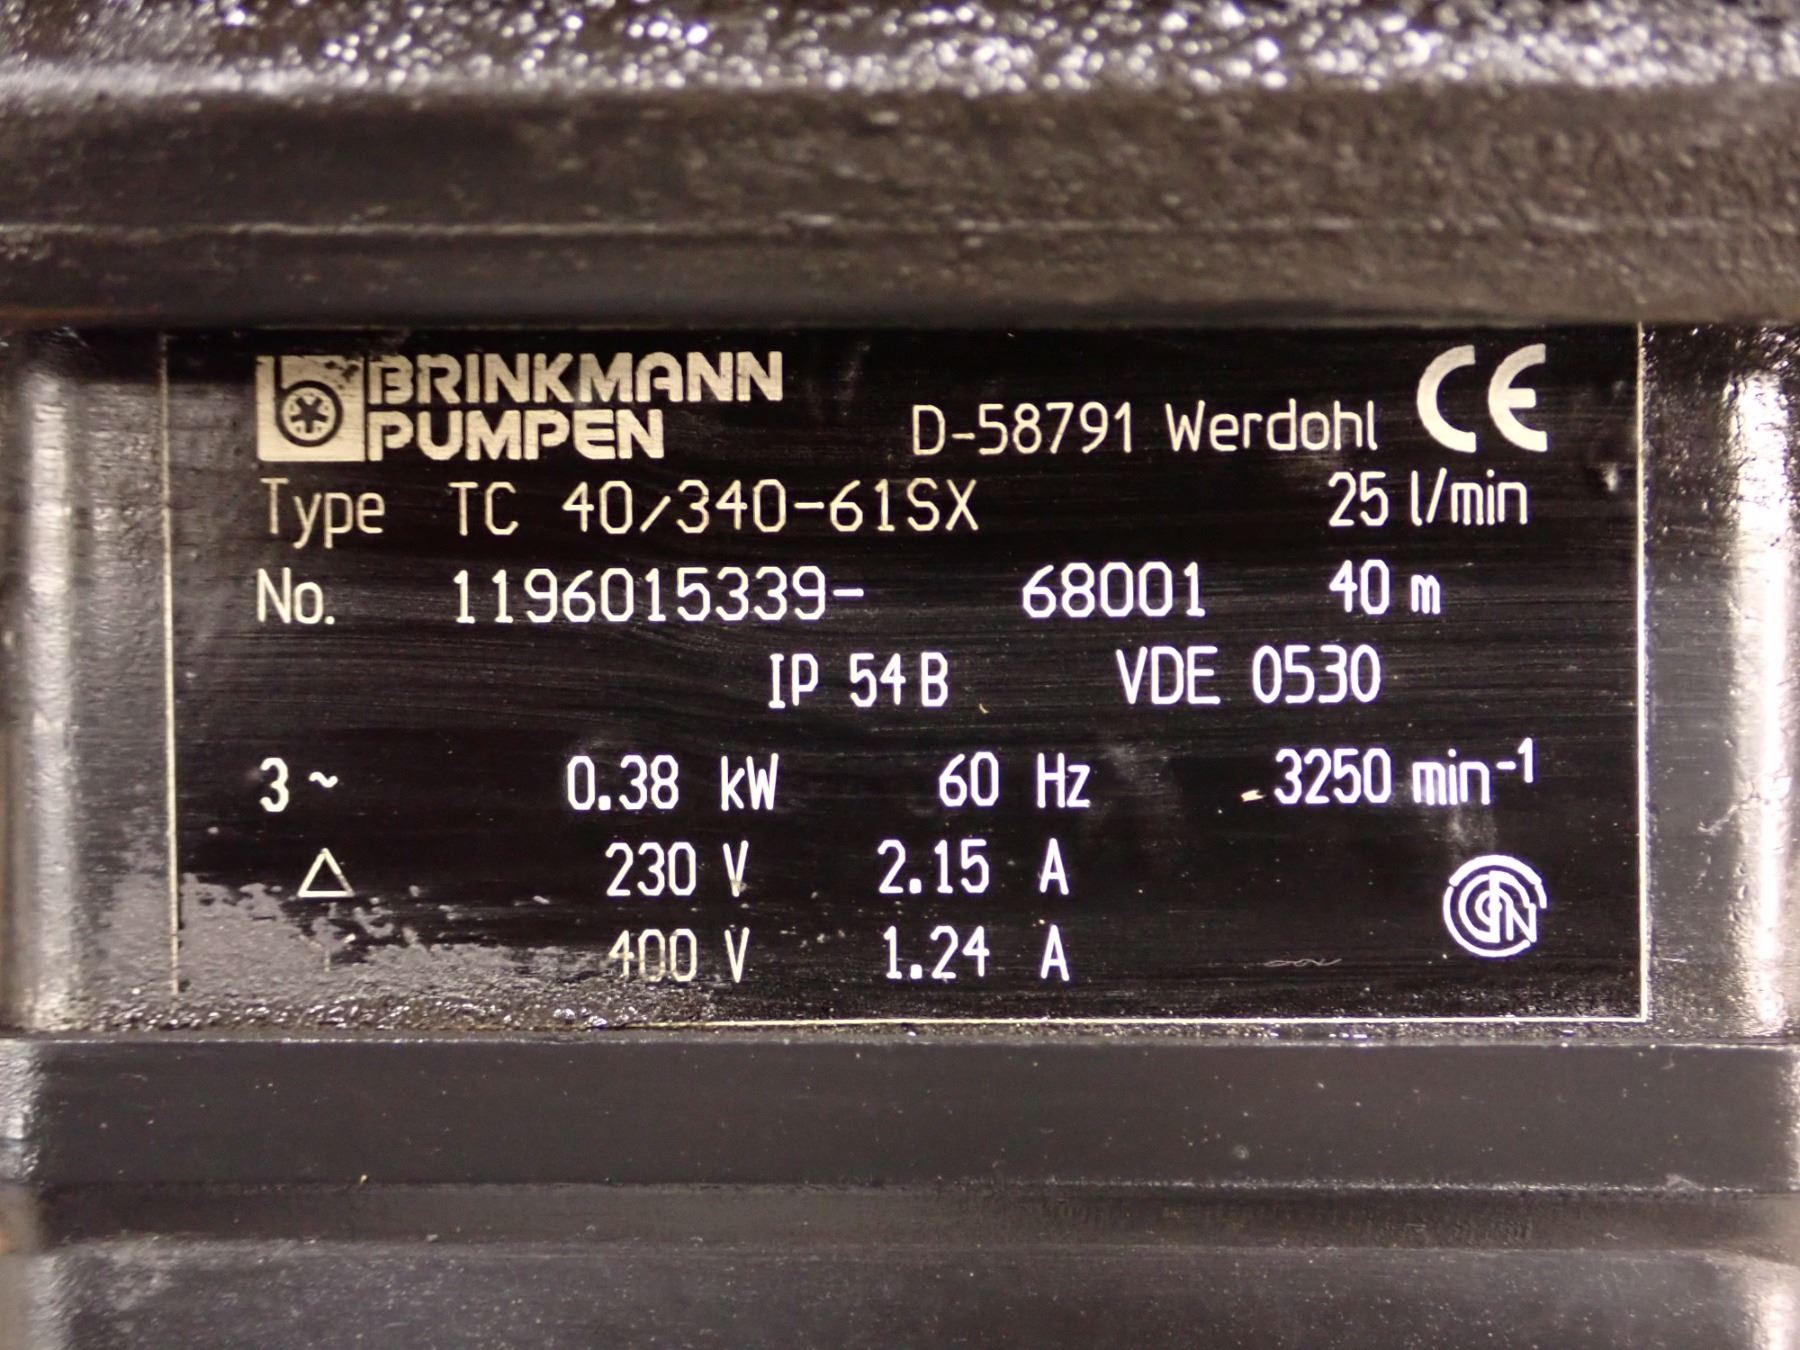 BRINKMANN
PUMPEN
D-58791 Werdohl CE
Type TC 40/340-61SX 25 l/min
No. 1196015339- 68001 40 m
IP 54 B VDE 0530
3 ~ 0.38 kW 60 Hz 3250 min⁻¹
△ 230 V 2.15 A
400 V 1.24 A